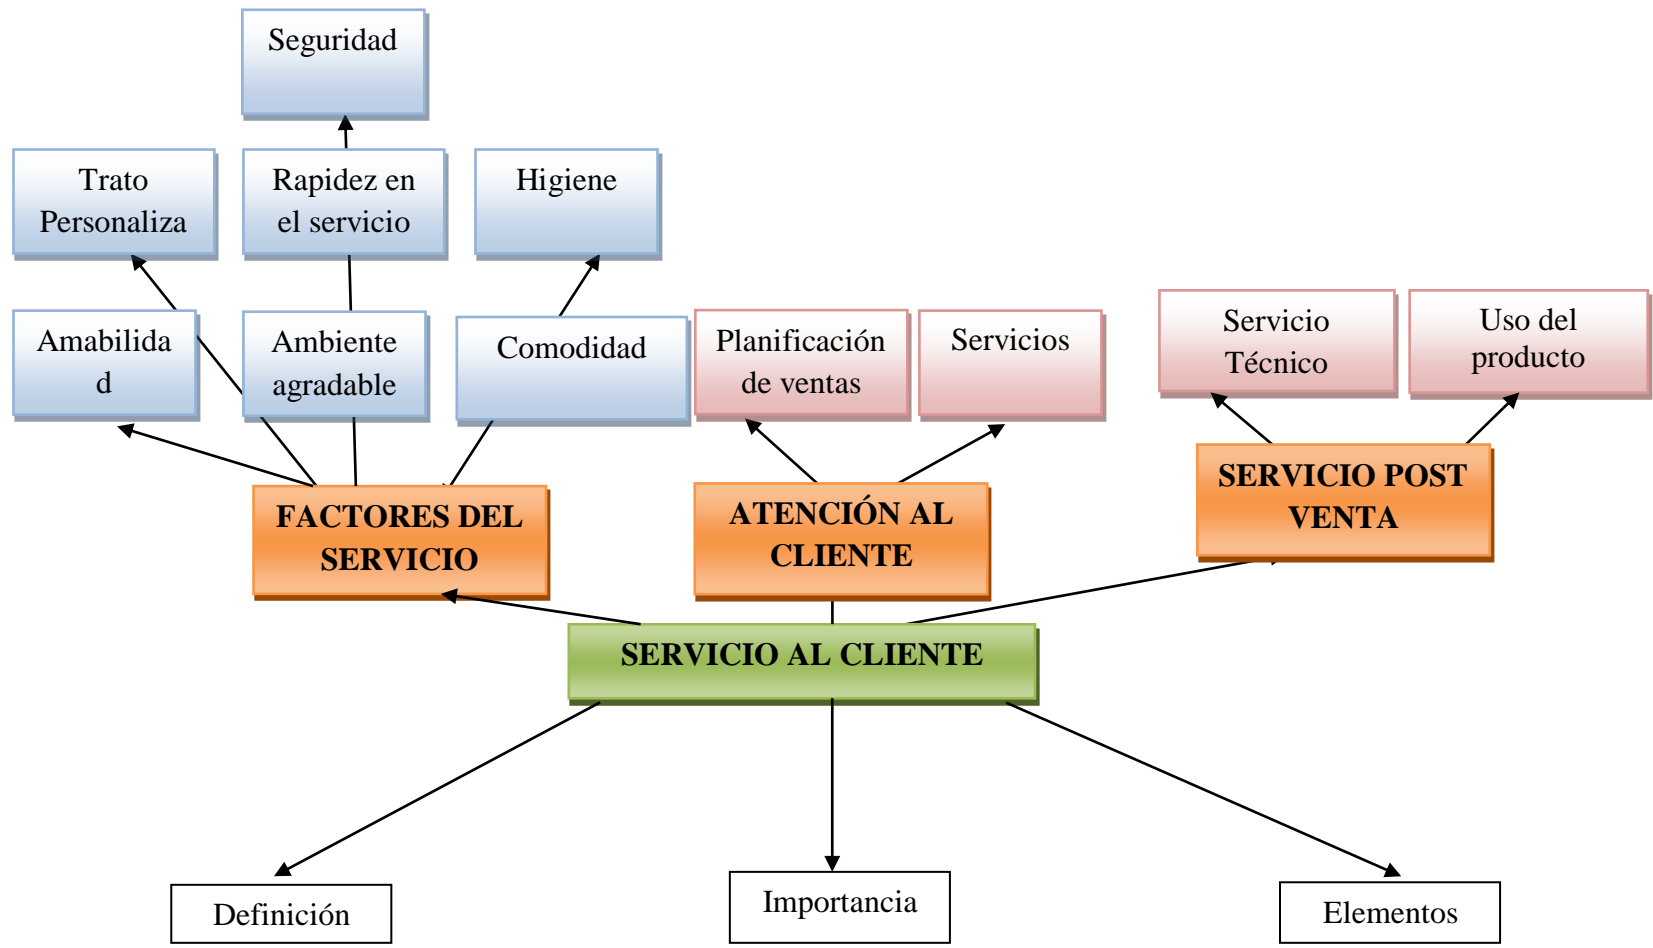 Seguridad
Trato
Personaliza
Rapidez en
el servicio
Higiene
Amabilida
d
Ambiente
agradable
Comodidad
Planificación
de ventas
Servicios
Servicio
Técnico
Uso del
producto
FACTORES DEL
SERVICIO
ATENCIÓN AL
CLIENTE
SERVICIO POST
VENTA
SERVICIO AL CLIENTE
Definición
Importancia
Elementos